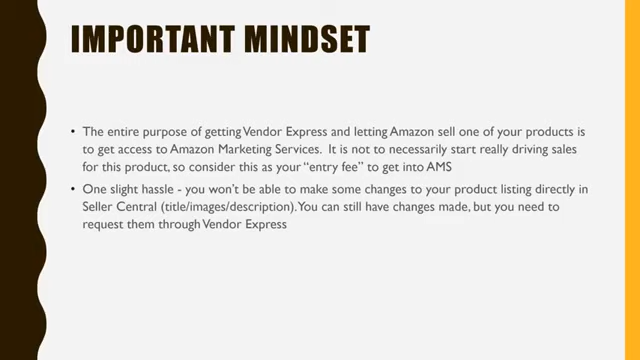 IMPORTANT MINDSET
• The entire purpose of getting Vendor Express and letting Amazon sell one of your products is
to get access to Amazon Marketing Services. It is not to necessarily start really driving sales
for this product, so consider this as your “entry fee” to get into AMS
• One slight hassle - you won’t be able to make some changes to your product listing directly in
Seller Central (title/images/description). You can still have changes made, but you need to
request them through Vendor Express